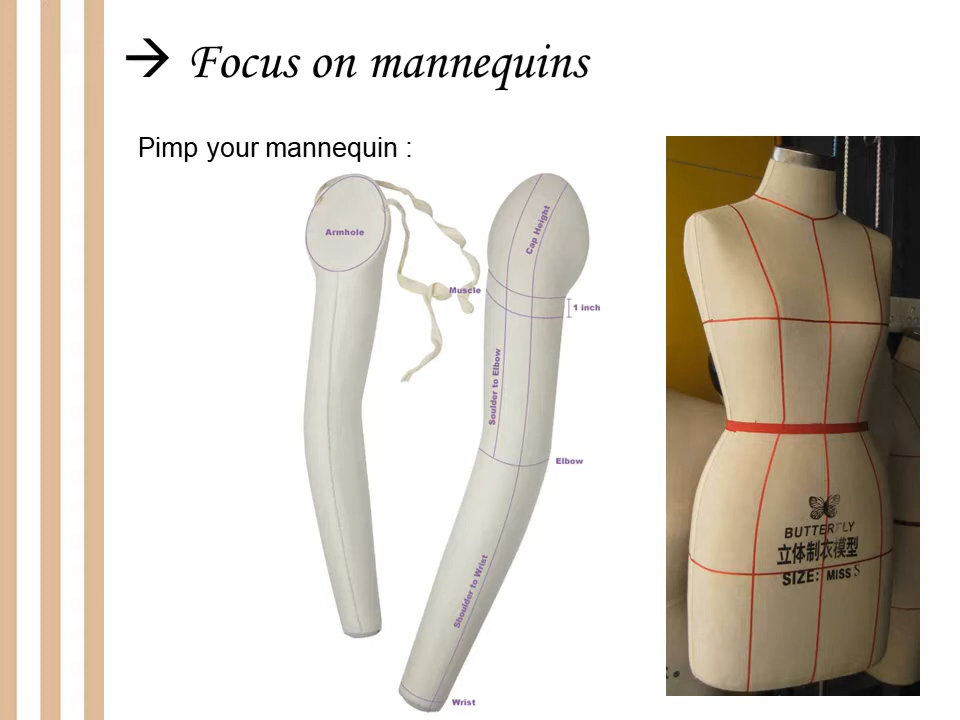 → Focus on mannequins
Pimp your mannequin :
Armhole
Cap Height
Muscle
1 inch
Soulder to Elbow
Elbow
Shoulder to Wrist
Wrist
BUTTERFLY
立体制衣模型
SIZE: MISS S